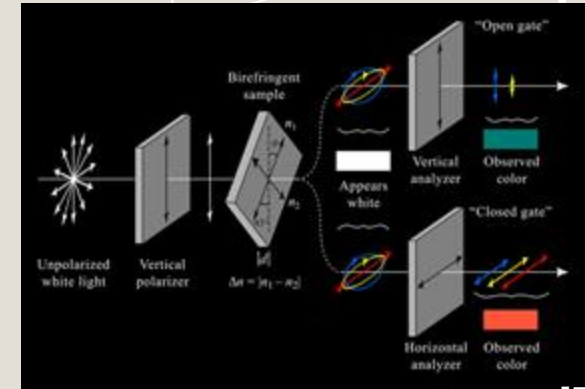 "Open gate"
Birefringent
sample
n₁
n₂
Unpolarized
white light
Vertical
polarizer
|d|
Δn = |n₁ – n₂|
Appears
white
Vertical
analyzer
Observed
color
"Closed gate"
Horizontal
analyzer
Observed
color